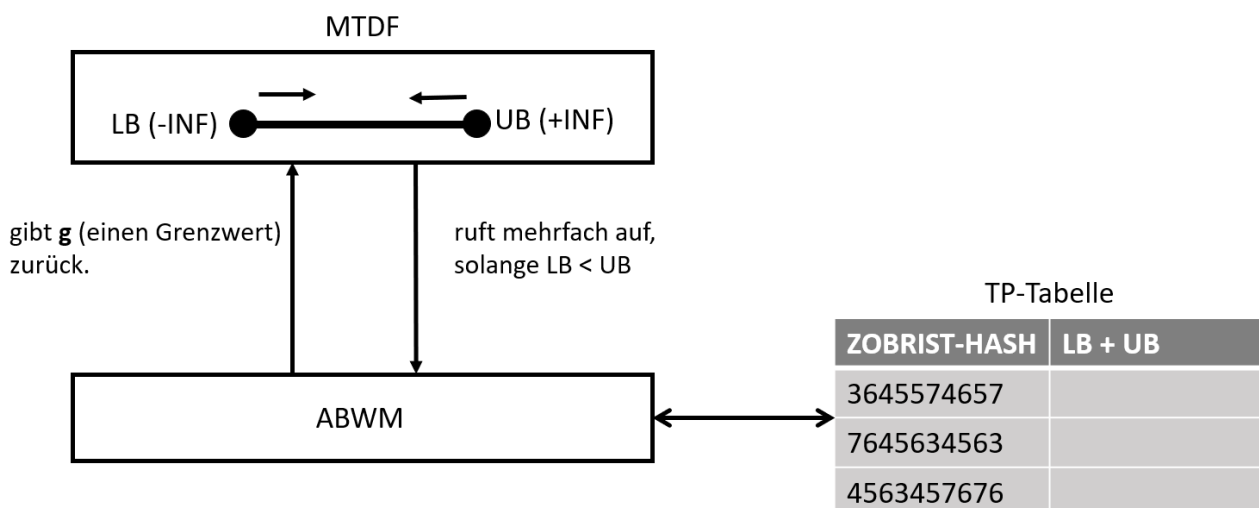 MTDF
LB (-INF)
UB (+INF)
gibt g (einen Grenzwert)
zurück.
ruft mehrfach auf,
solange LB < UB
ABWM
TP-Tabelle
ZOBRIST-HASH LB + UB
3645574657
7645634563
4563457676